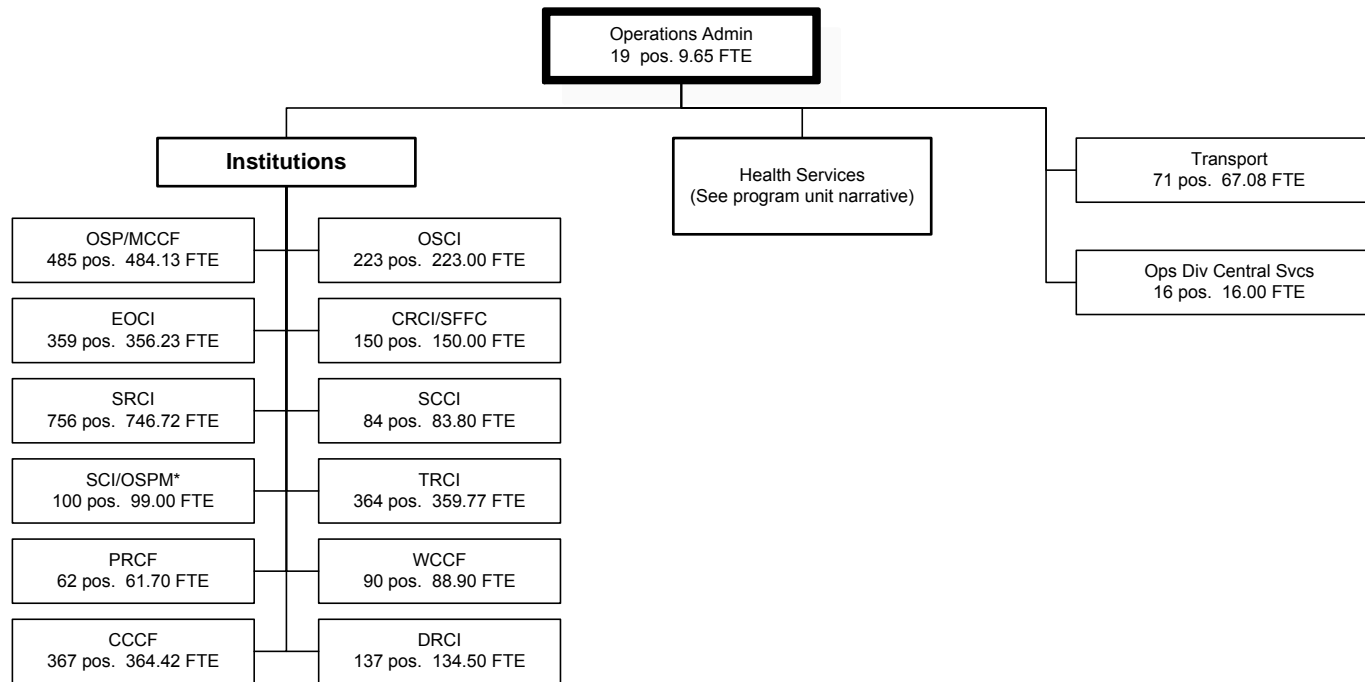 Operations Admin
19 pos. 9.65 FTE
Institutions
Health Services
(See program unit narrative)
Transport
71 pos. 67.08 FTE
Ops Div Central Svcs
16 pos. 16.00 FTE
OSP/MCCF
485 pos. 484.13 FTE
OSCI
223 pos. 223.00 FTE
EOCI
359 pos. 356.23 FTE
CRCI/SFFC
150 pos. 150.00 FTE
SRCI
756 pos. 746.72 FTE
SCCI
84 pos. 83.80 FTE
SCI/OSPM*
100 pos. 99.00 FTE
TRCI
364 pos. 359.77 FTE
PRCF
62 pos. 61.70 FTE
WCCF
90 pos. 88.90 FTE
CCCF
367 pos. 364.42 FTE
DRCI
137 pos. 134.50 FTE